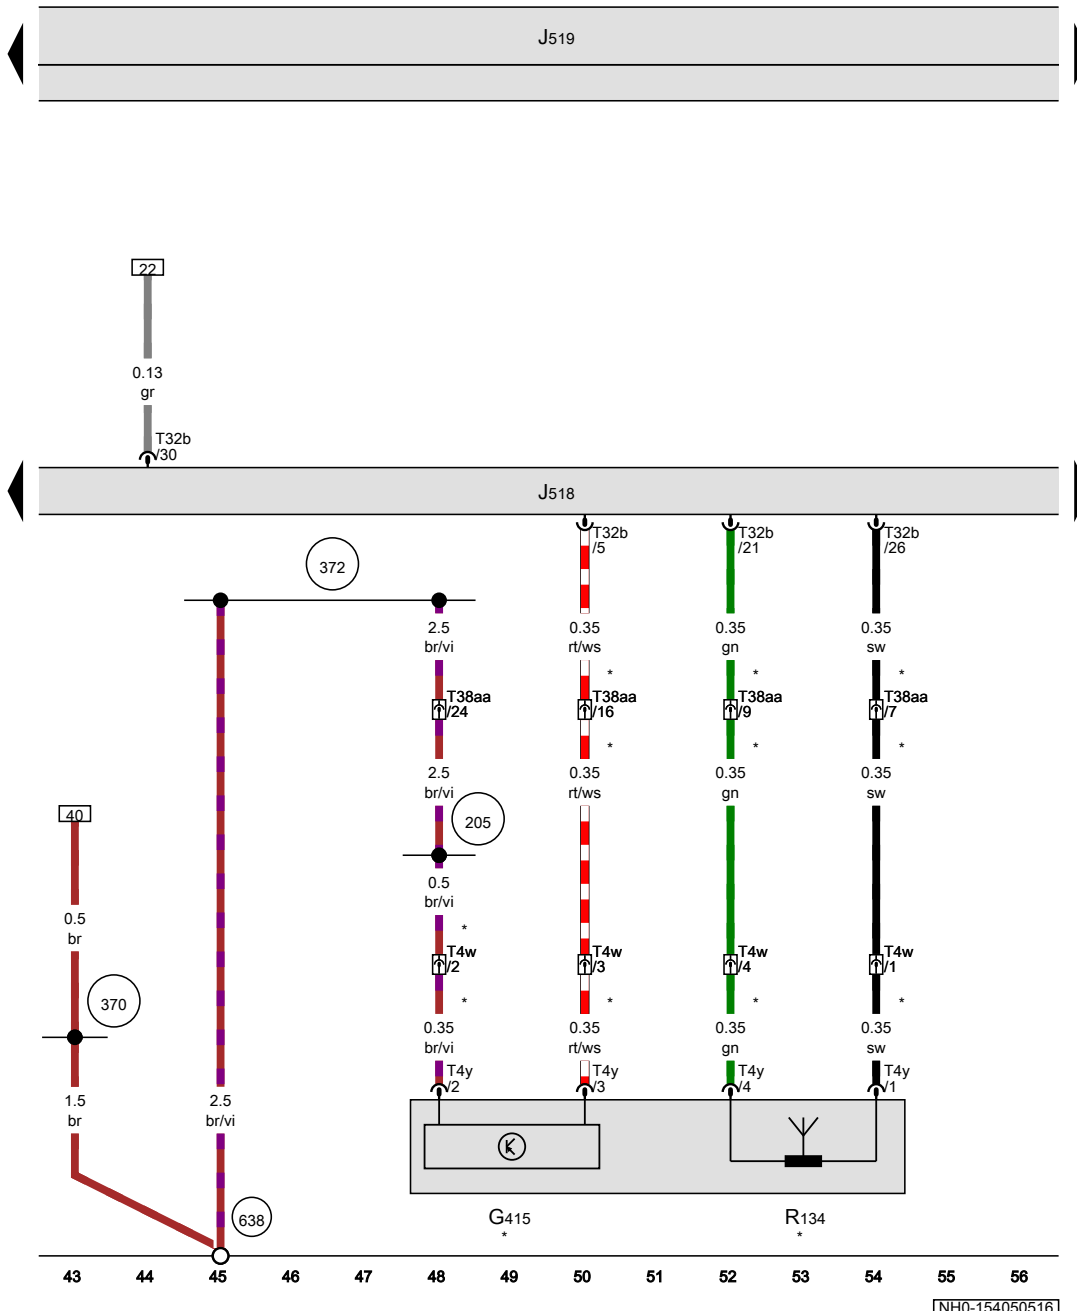 J519
22
0.13
gr
T32b
/30
J518
T32b
/5
T32b
/21
T32b
/26
372
2.5
br/vi
0.35
rt/ws
0.35
gn
0.35
sw
*
*
*
T38aa
/24
T38aa
/16
T38aa
/9
T38aa
/7
*
*
*
2.5
br/vi
0.35
rt/ws
0.35
gn
0.35
sw
40
205
0.5
br/vi
0.5
br
*
T4w
/2
T4w
/3
T4w
/4
T4w
/1
370
*
*
*
*
0.35
br/vi
0.35
rt/ws
0.35
gn
0.35
sw
T4y
/2
T4y
/3
T4y
/4
T4y
/1
1.5
br
2.5
br/vi
638
G415
*
R134
*
43 44 45 46 47 48 49 50 51 52 53 54 55 56
NH0-154050516